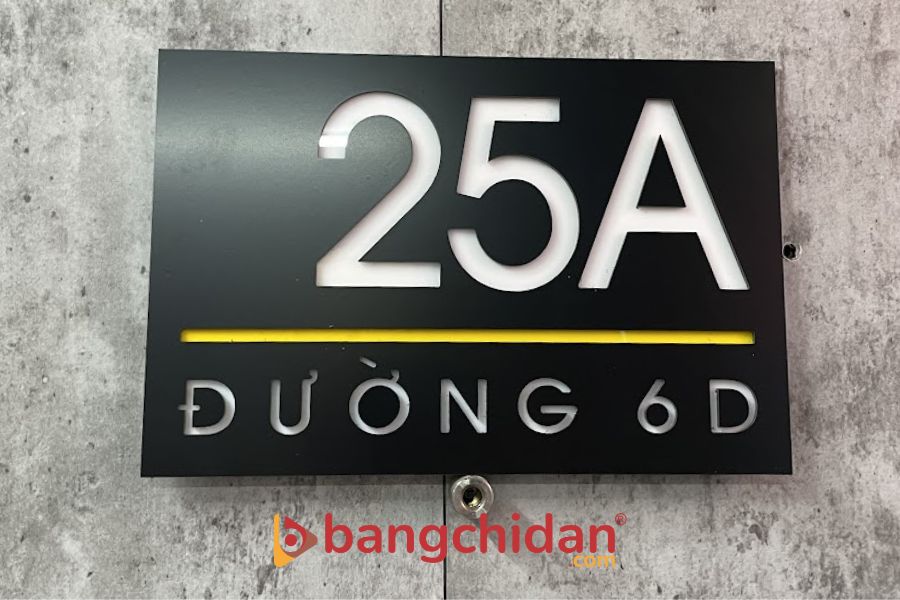 25A
ĐƯỜNG 6D
bangchidan®
.com